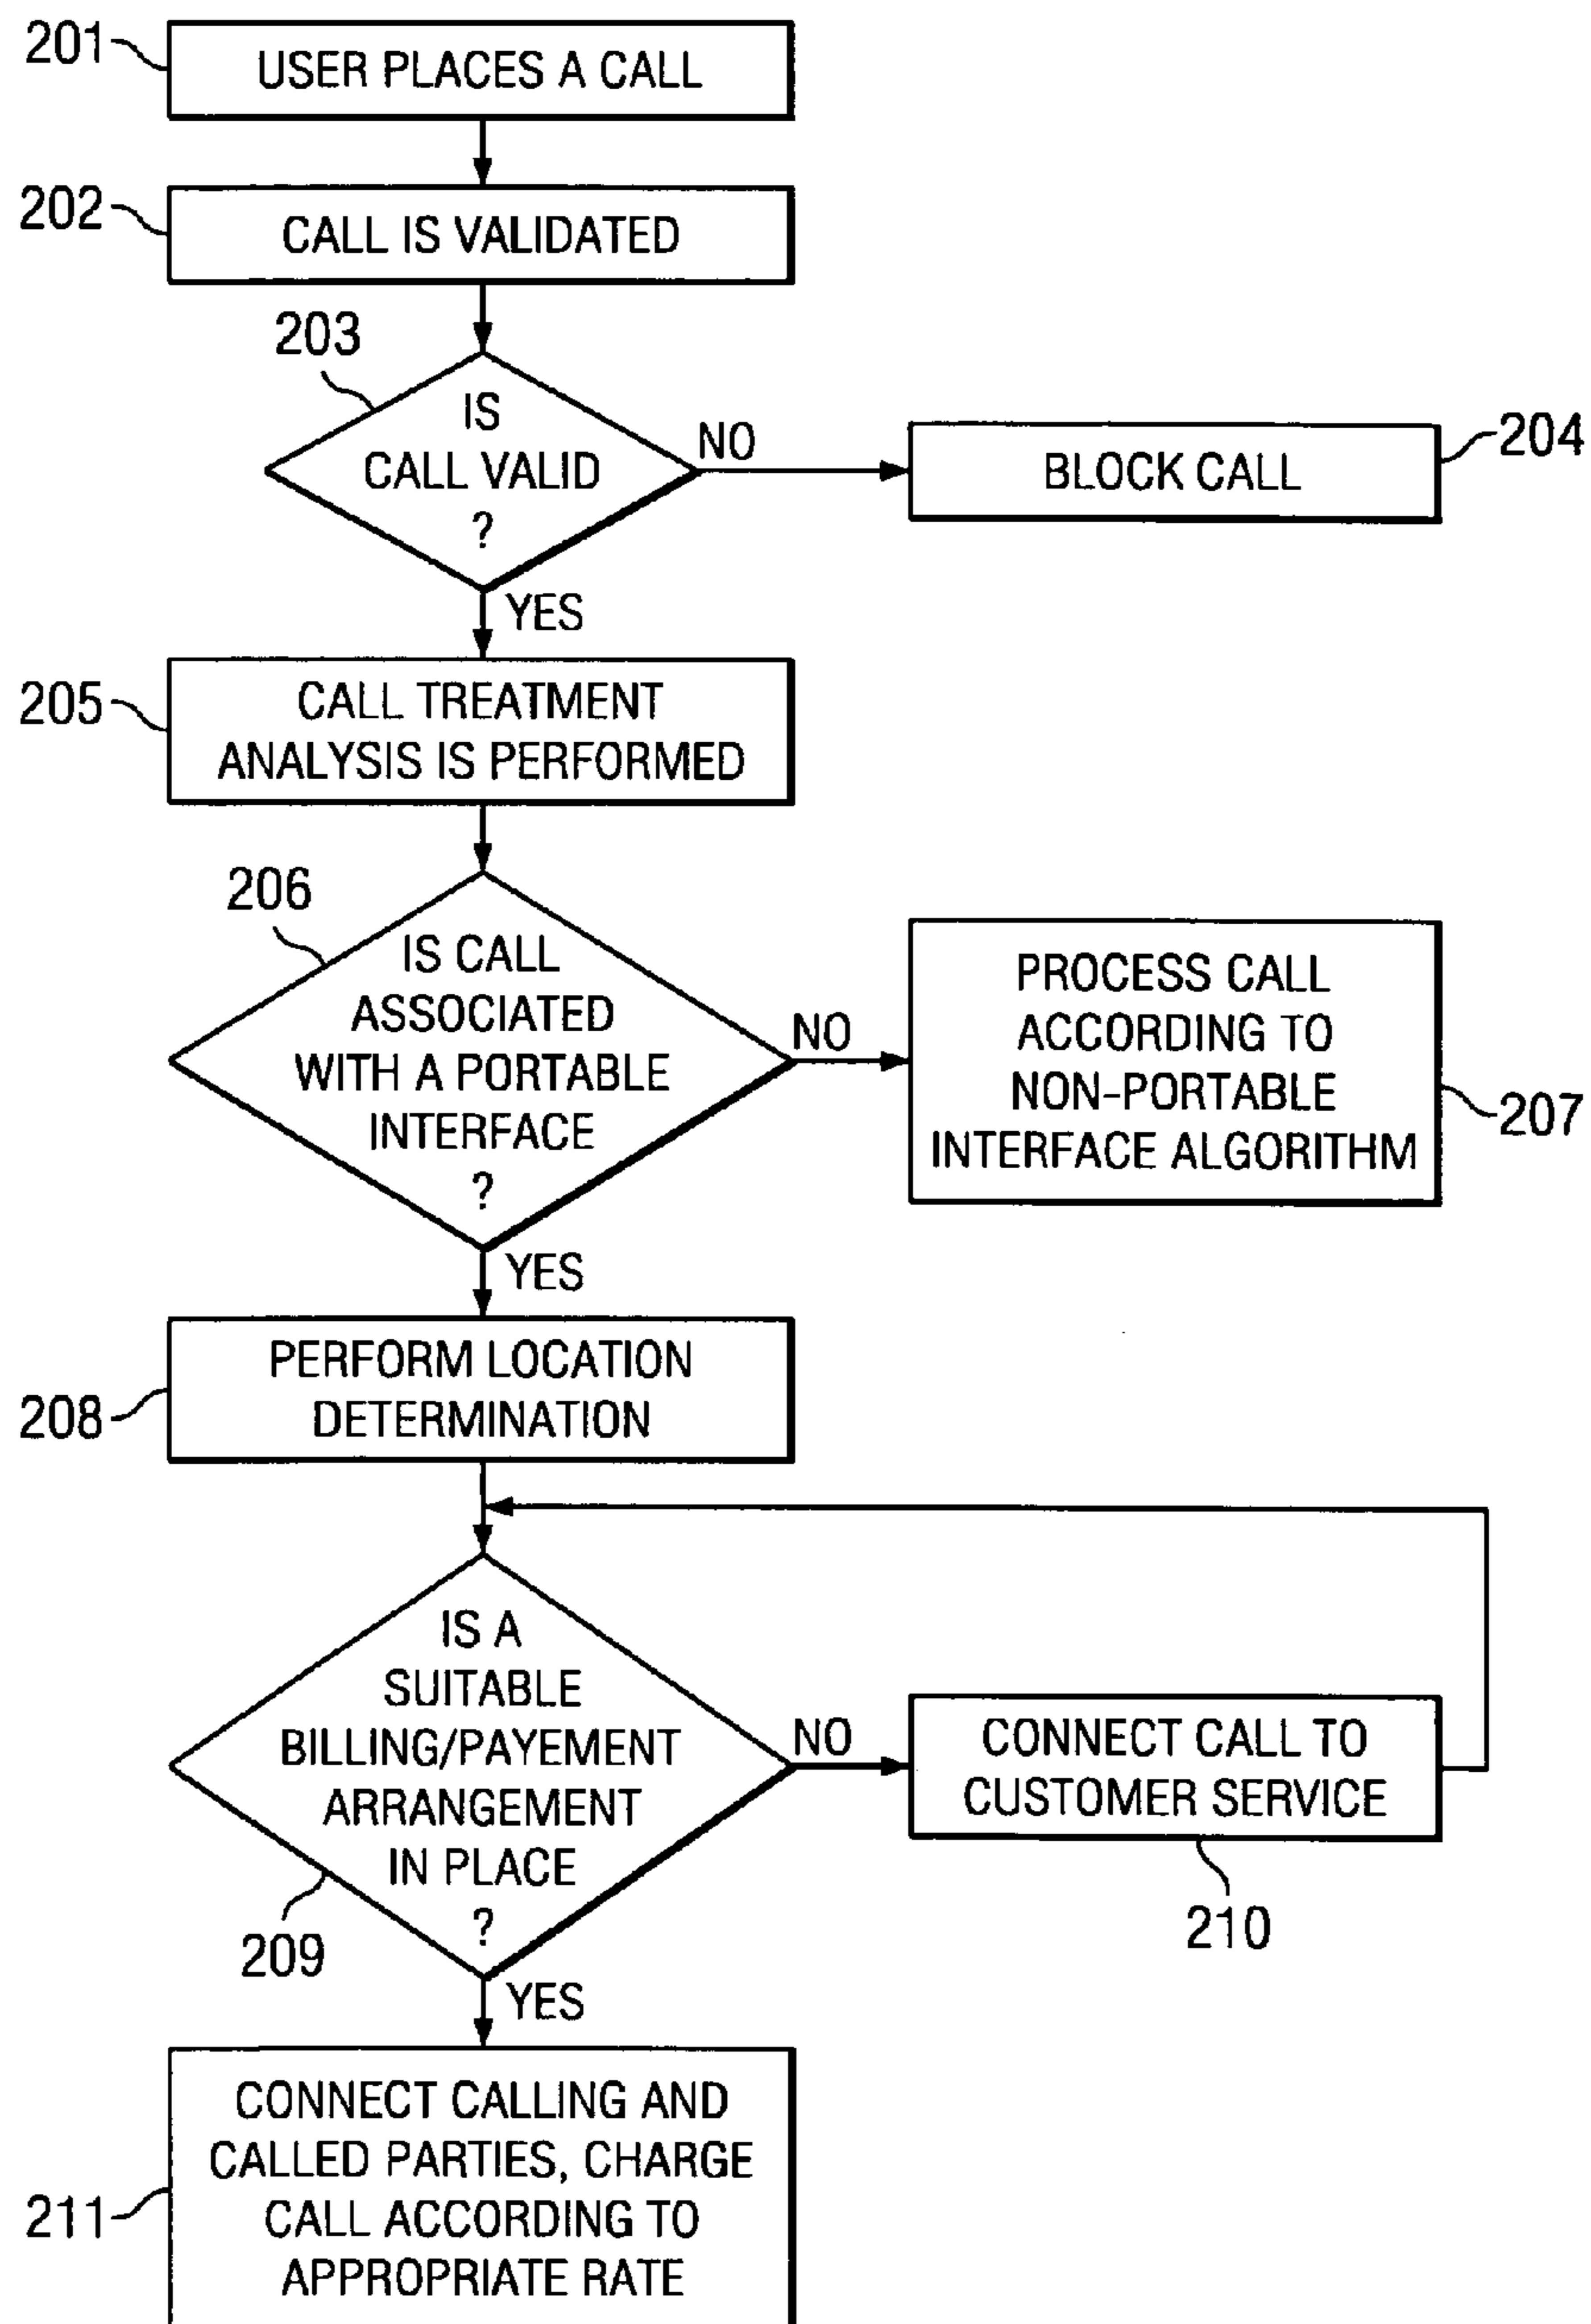 201
USER PLACES A CALL
202
CALL IS VALIDATED
203
IS
CALL VALID
?
NO
BLOCK CALL
204
YES
205
CALL TREATMENT
ANALYSIS IS PERFORMED
206
IS CALL
ASSOCIATED
WITH A PORTABLE
INTERFACE
?
NO
PROCESS CALL
ACCORDING TO
NON-PORTABLE
INTERFACE ALGORITHM
207
YES
208
PERFORM LOCATION
DETERMINATION
IS A
SUITABLE
BILLING/PAYEMENT
ARRANGEMENT
IN PLACE
?
209
NO
CONNECT CALL TO
CUSTOMER SERVICE
210
YES
211
CONNECT CALLING AND
CALLED PARTIES, CHARGE
CALL ACCORDING TO
APPROPRIATE RATE